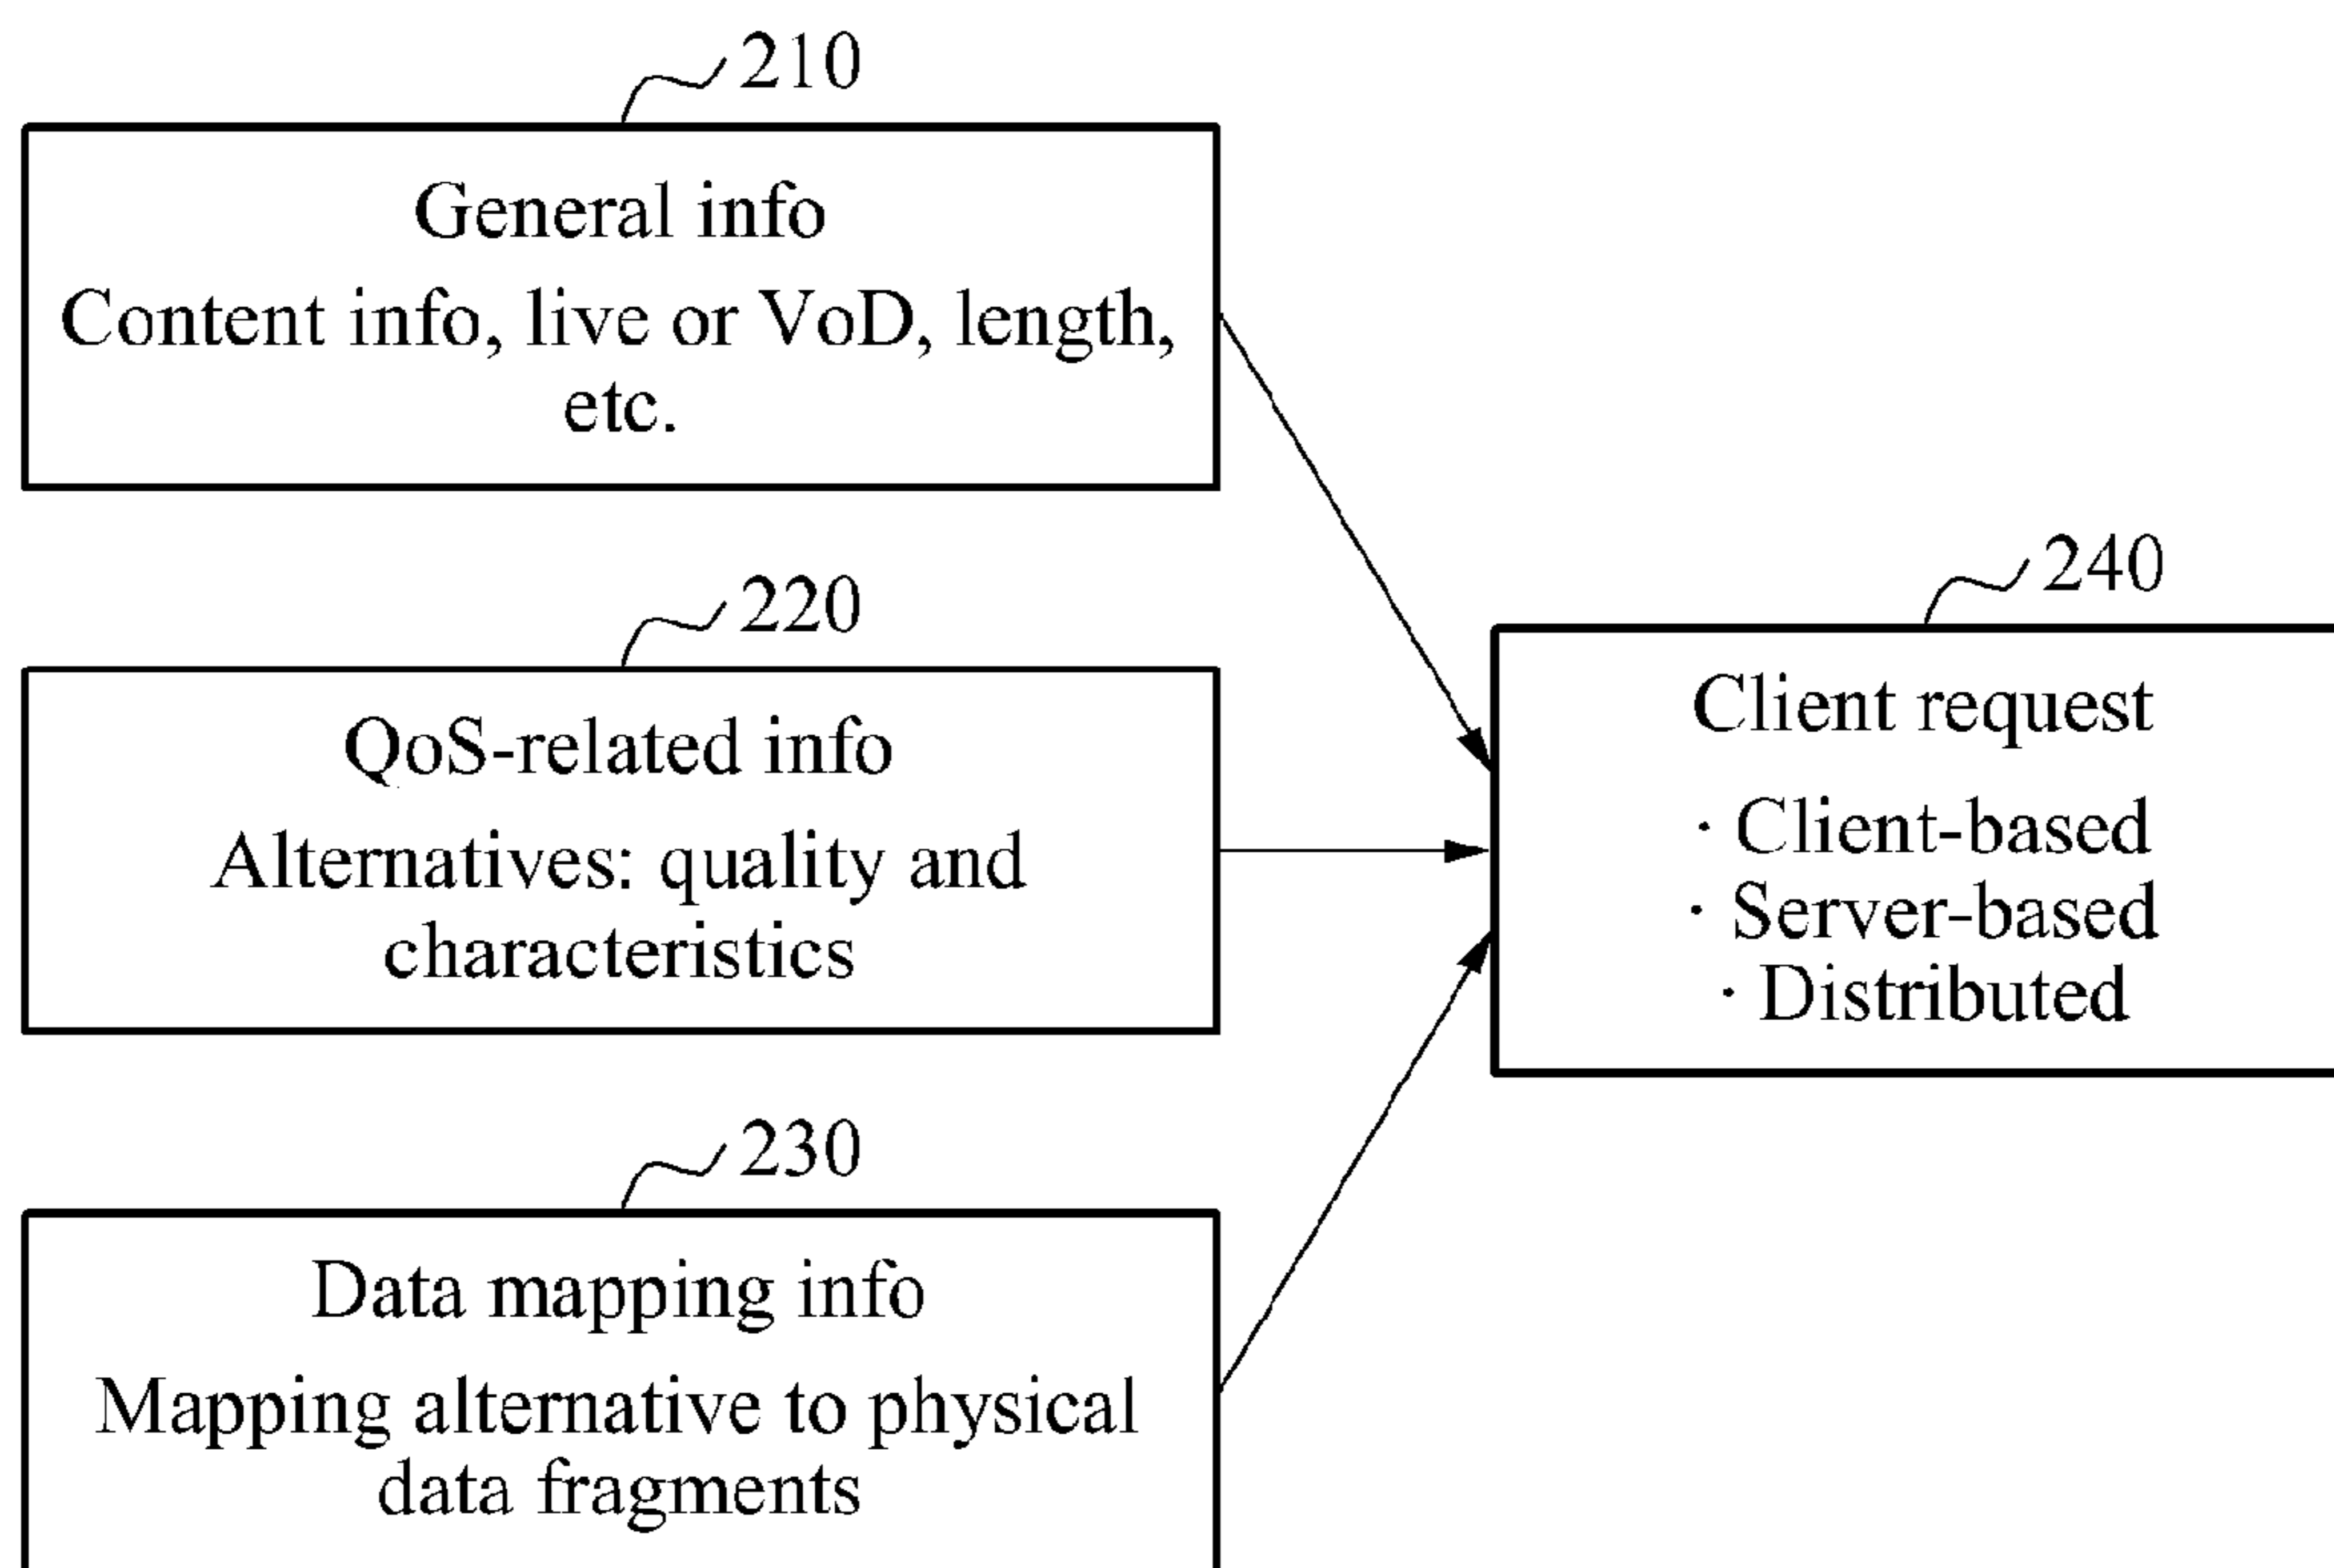 210
General info
Content info, live or VoD, length,
etc.
220
QoS-related info
Alternatives: quality and
characteristics
230
Data mapping info
Mapping alternative to physical
data fragments
240
Client request
· Client-based
· Server-based
· Distributed